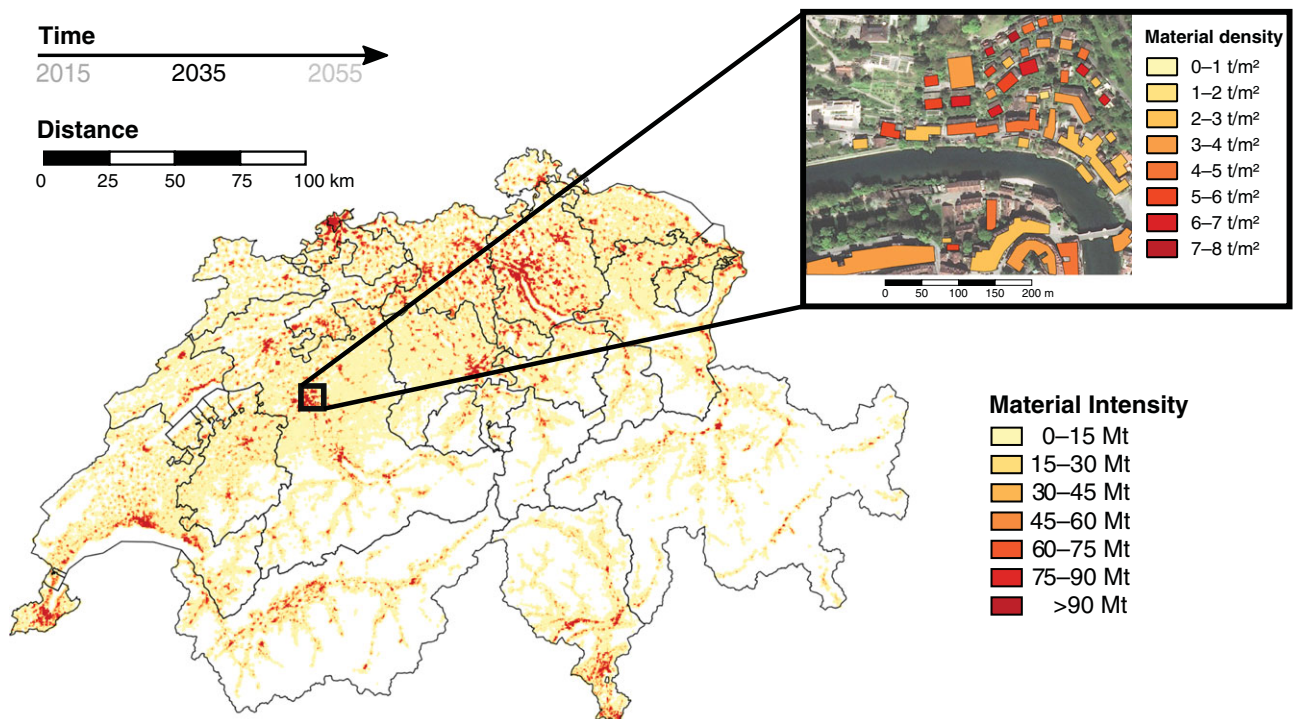 Time
2015 2035 2055
Distance
0 25 50 75 100 km
Material density
0–1 t/m²
1–2 t/m²
2–3 t/m²
3–4 t/m²
4–5 t/m²
5–6 t/m²
6–7 t/m²
7–8 t/m²
0 50 100 150 200 m
Material Intensity
0–15 Mt
15–30 Mt
30–45 Mt
45–60 Mt
60–75 Mt
75–90 Mt
>90 Mt